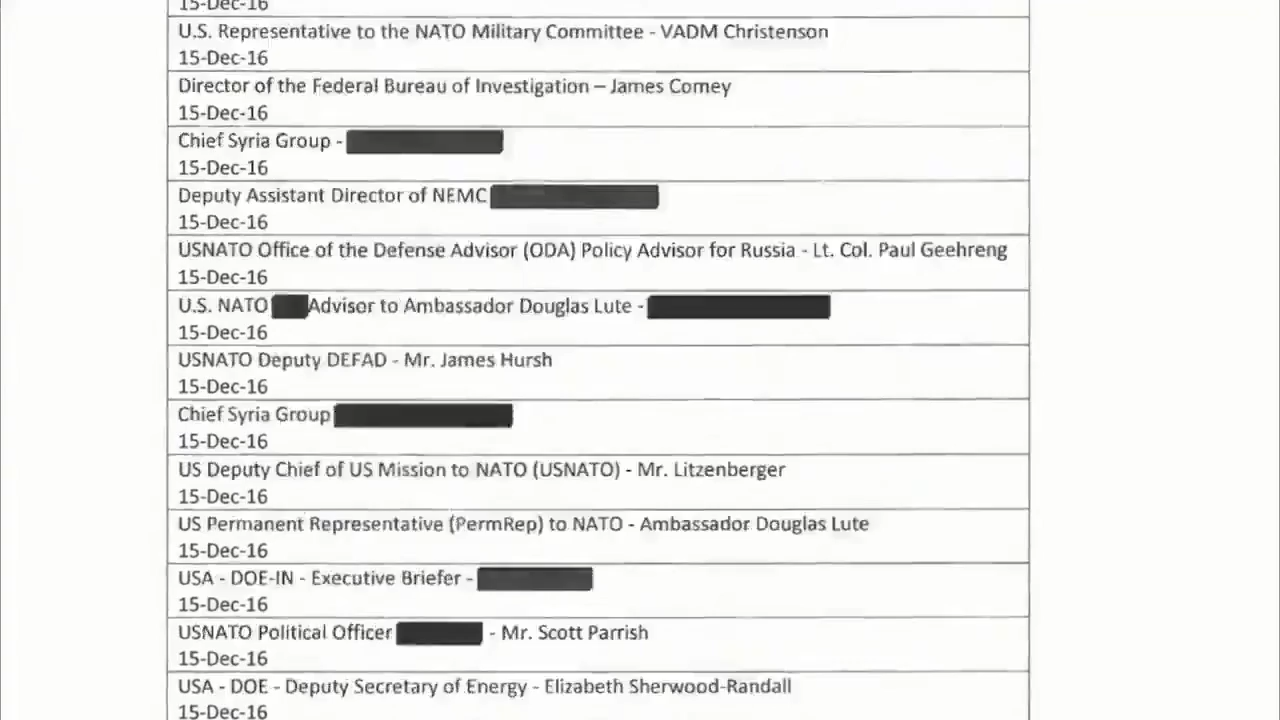 15-Dec-16
U.S. Representative to the NATO Military Committee - VADM Christenson
15-Dec-16
Director of the Federal Bureau of Investigation – James Comey
15-Dec-16
Chief Syria Group -
15-Dec-16
Deputy Assistant Director of NEMC
15-Dec-16
USNATO Office of the Defense Advisor (ODA) Policy Advisor for Russia - Lt. Col. Paul Geehreng
15-Dec-16
U.S. NATO Advisor to Ambassador Douglas Lute -
15-Dec-16
USNATO Deputy DEFAD - Mr. James Hursh
15-Dec-16
Chief Syria Group
15-Dec-16
US Deputy Chief of US Mission to NATO (USNATO) - Mr. Litzenberger
15-Dec-16
US Permanent Representative (PermRep) to NATO - Ambassador Douglas Lute
15-Dec-16
USA - DOE-IN - Executive Briefer -
15-Dec-16
USNATO Political Officer - Mr. Scott Parrish
15-Dec-16
USA - DOE - Deputy Secretary of Energy - Elizabeth Sherwood-Randall
15-Dec-16